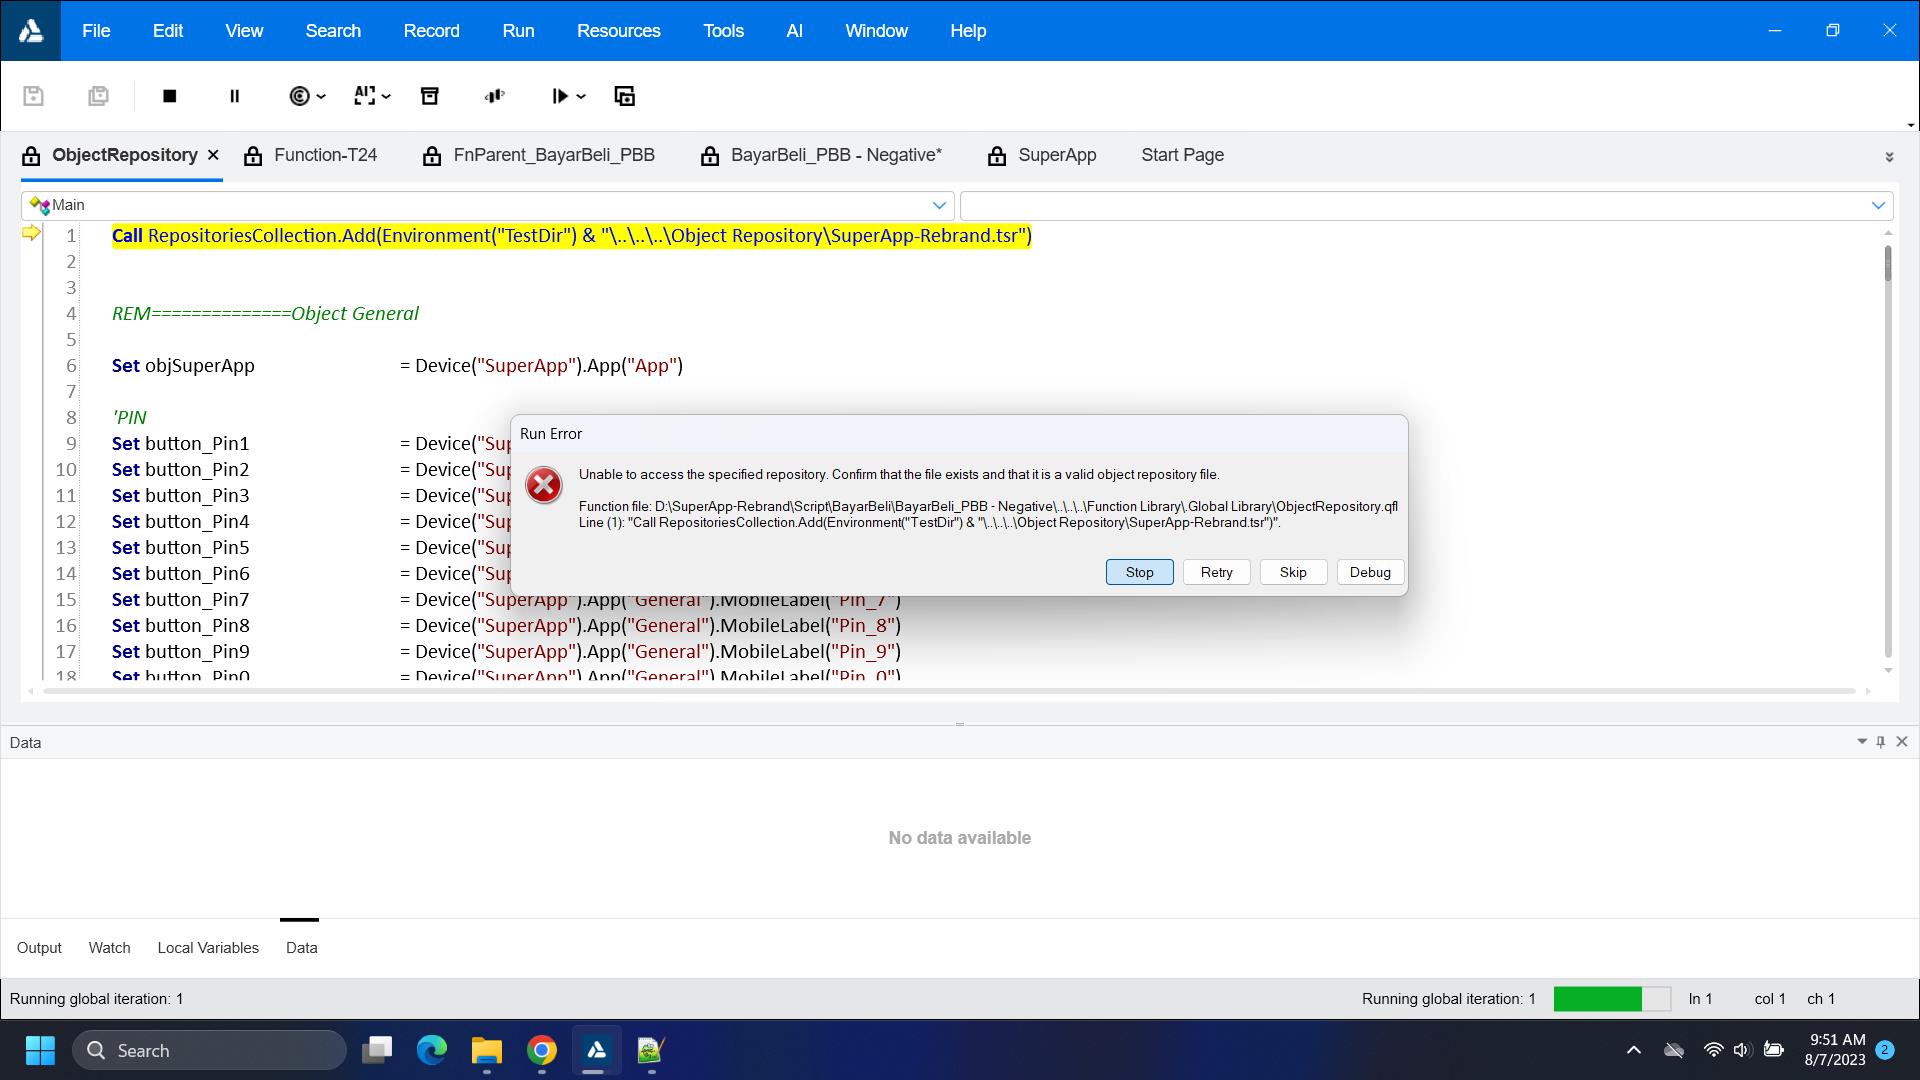 File Edit View Search Record Run Resources Tools AI Window Help
ObjectRepository Function-T24 FnParent_BayarBeli_PBB BayarBeli_PBB - Negative* SuperApp Start Page
Main
1 Call RepositoriesCollection.Add(Environment("TestDir") & "\..\..\..\Object Repository\SuperApp-Rebrand.tsr")
2
3
4 REM==============Object General
5
6 Set objSuperApp = Device("SuperApp").App("App")
7
8 'PIN
9 Set button_Pin1 = Device("Sup
10 Set button_Pin2 = Device("Sup
11 Set button_Pin3 = Device("Sup
12 Set button_Pin4 = Device("Sup
13 Set button_Pin5 = Device("Sup
14 Set button_Pin6 = Device("Sup
15 Set button_Pin7 = Device("SuperApp").App("General").MobileLabel("Pin_7")
16 Set button_Pin8 = Device("SuperApp").App("General").MobileLabel("Pin_8")
17 Set button_Pin9 = Device("SuperApp").App("General").MobileLabel("Pin_9")
18 Set button_Pin0 = Device("SuperApp").App("General").MobileLabel("Pin_0")
Run Error
Unable to access the specified repository. Confirm that the file exists and that it is a valid object repository file.
Function file: D:\SuperApp-Rebrand\Script\BayarBeli\BayarBeli_PBB - Negative\..\..\..\Function Library\.Global Library\ObjectRepository.qfl
Line (1): "Call RepositoriesCollection.Add(Environment("TestDir") & "\..\..\..\Object Repository\SuperApp-Rebrand.tsr")".
Stop Retry Skip Debug
Data
No data available
Output Watch Local Variables Data
Running global iteration: 1 Running global iteration: 1 ln 1 col 1 ch 1
Search
9:51 AM
8/7/2023 2